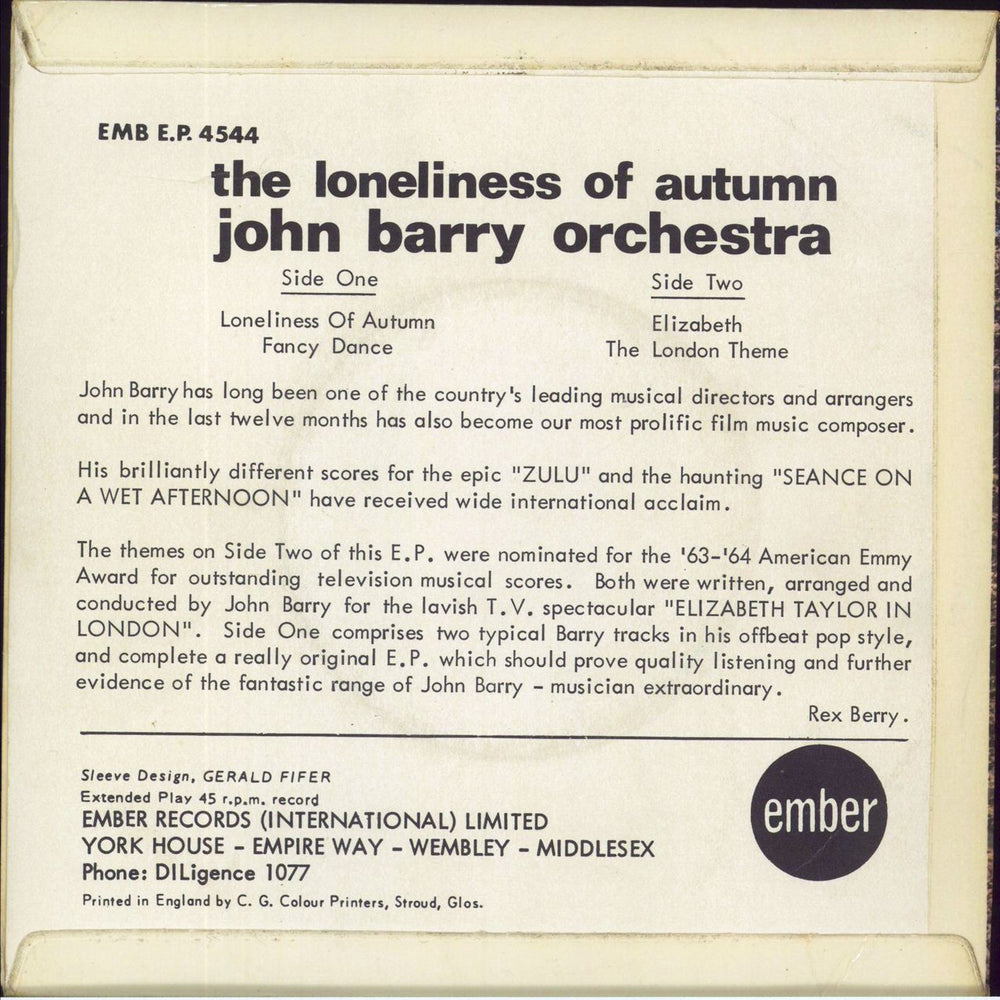 EMB E.P. 4544
the loneliness of autumn
john barry orchestra
Side One
Loneliness Of Autumn
Fancy Dance
Side Two
Elizabeth
The London Theme
John Barry has long been one of the country's leading musical directors and arrangers
and in the last twelve months has also become our most prolific film music composer.
His brilliantly different scores for the epic "ZULU" and the haunting "SEANCE ON
A WET AFTERNOON" have received wide international acclaim.
The themes on Side Two of this E.P. were nominated for the '63-'64 American Emmy
Award for outstanding television musical scores. Both were written, arranged and
conducted by John Barry for the lavish T.V. spectacular "ELIZABETH TAYLOR IN
LONDON". Side One comprises two typical Barry tracks in his offbeat pop style,
and complete a really original E.P. which should prove quality listening and further
evidence of the fantastic range of John Barry - musician extraordinary.
Rex Berry.
Sleeve Design, GERALD FIFER
Extended Play 45 r.p.m. record
EMBER RECORDS (INTERNATIONAL) LIMITED
YORK HOUSE - EMPIRE WAY - WEMBLEY - MIDDLESEX
Phone: DILigence 1077
Printed in England by C. G. Colour Printers, Stroud, Glos.
ember